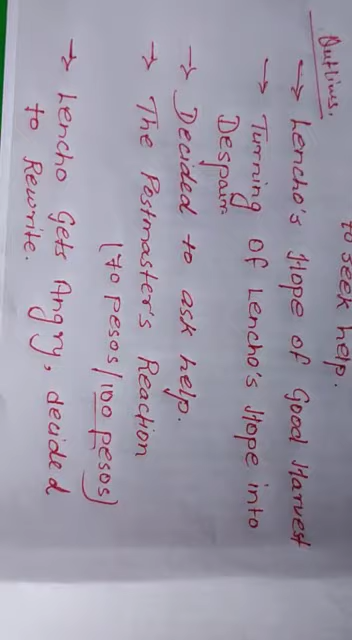 to seek help.
Outlines.
→ Lencho's Hope of Good Harvest
→ Turning of Lencho's Hope into
Despair
→ Decided to ask help.
→ The Postmaster's Reaction
(70 pesos/100 pesos)
→ Lencho Gets Angry, decided
to Rewrite.